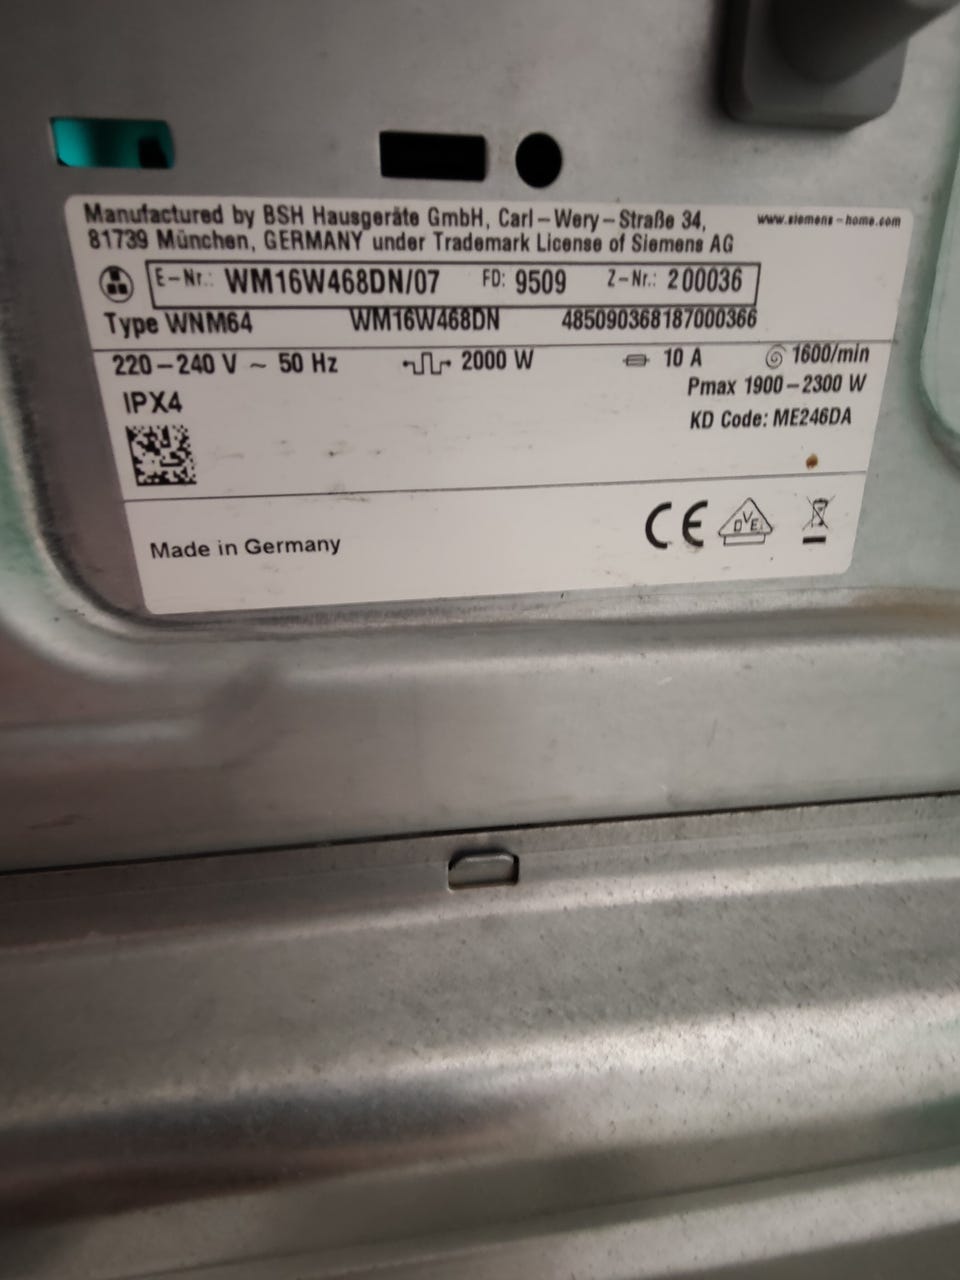 Manufactured by BSH Hausgeräte GmbH, Carl-Wery-Straße 34,
www.siemens-home.com
81739 München, GERMANY under Trademark License of Siemens AG
E-Nr.: WM16W468DN/07 FD: 9509 Z-Nr.: 200036
Type WNM64 WM16W468DN 485090368187000366
220-240 V ~ 50 Hz 2000 W 10 A 1600/min
Pmax 1900-2300 W
IPX4
KD Code: ME246DA
Made in Germany
CE DVE